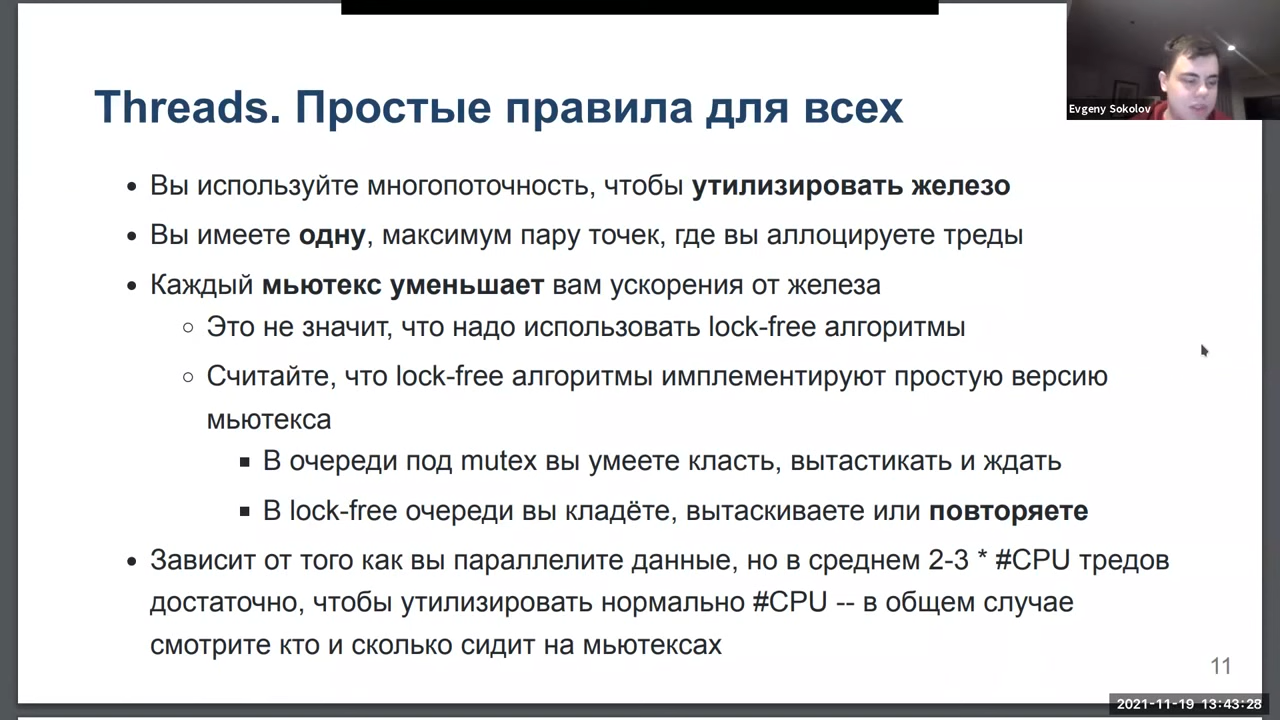 Evgeny Sokolov
Threads. Простые правила для всех
Вы используйте многопоточность, чтобы утилизировать железо
Вы имеете одну, максимум пару точек, где вы аллоцируете треды
Каждый мьютекс уменьшает вам ускорения от железа
Это не значит, что надо использовать lock-free алгоритмы
Считайте, что lock-free алгоритмы имплементируют простую версию
мьютекса
В очереди под mutex вы умеете класть, вытастикать и ждать
В lock-free очереди вы кладёте, вытаскиваете или повторяете
Зависит от того как вы параллелите данные, но в среднем 2-3 * #CPU тредов
достаточно, чтобы утилизировать нормально #CPU -- в общем случае
смотрите кто и сколько сидит на мьютексах
11
2021-11-19 13:43:28